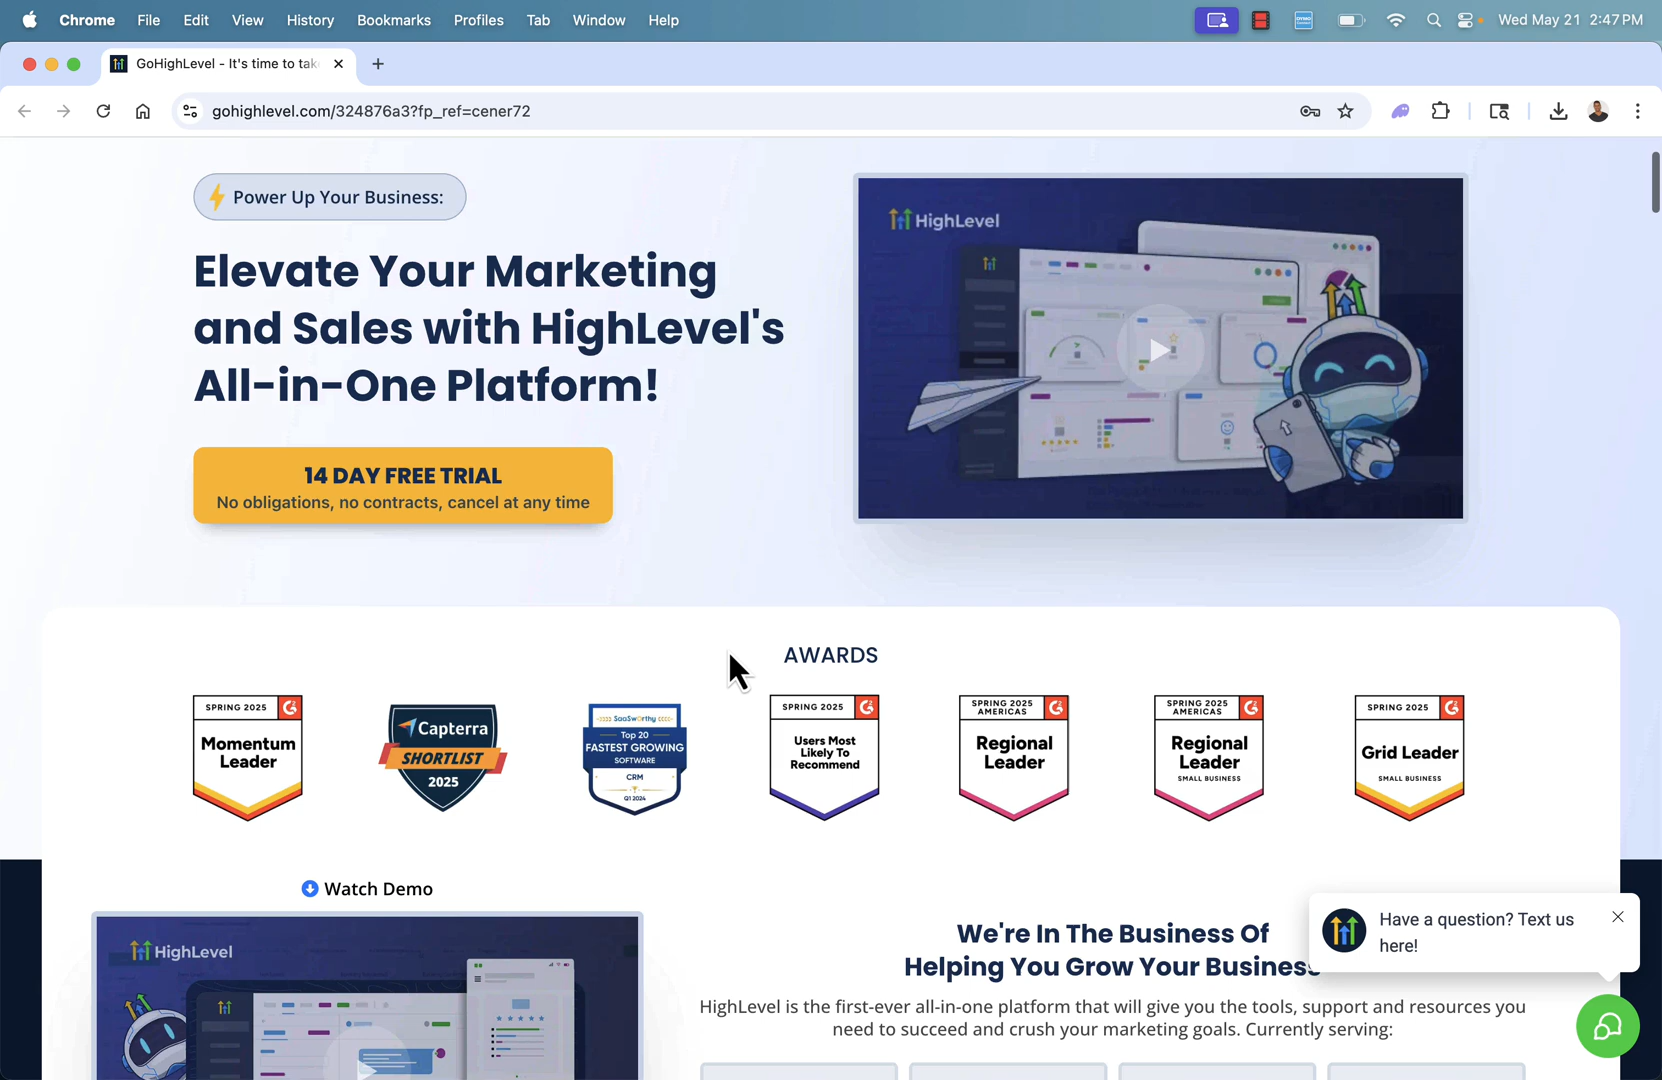 Chrome File Edit View History Bookmarks Profiles Tab Window Help
Wed May 21 2:47 PM
GoHighLevel - It's time to tak
gohighlevel.com/324876a3?fp_ref=cener72
Power Up Your Business:
Elevate Your Marketing
and Sales with HighLevel's
All-in-One Platform!
14 DAY FREE TRIAL
No obligations, no contracts, cancel at any time
HighLevel
AWARDS
SPRING 2025
Momentum
Leader
Capterra
SHORTLIST
2025
SaaSworthy
Top 20
FASTEST GROWING
SOFTWARE
CRM
Q1 2024
SPRING 2025
Users Most
Likely To
Recommend
SPRING 2025
AMERICAS
Regional
Leader
SPRING 2025
AMERICAS
Regional
Leader
SMALL BUSINESS
SPRING 2025
Grid Leader
SMALL BUSINESS
Watch Demo
HighLevel
We're In The Business Of
Helping You Grow Your Business
HighLevel is the first-ever all-in-one platform that will give you the tools, support and resources you
need to succeed and crush your marketing goals. Currently serving:
Have a question? Text us
here!